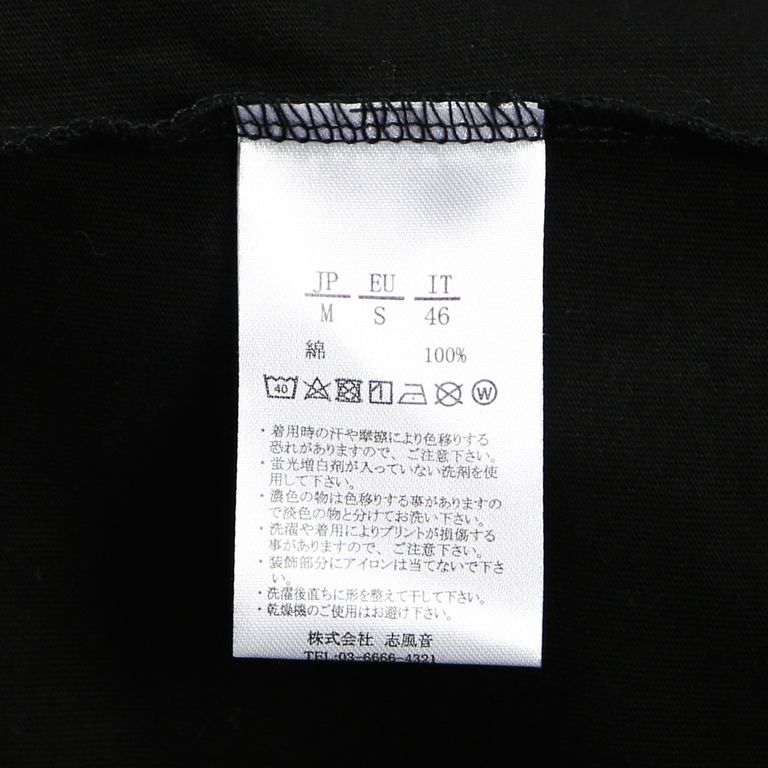 JP EU IT
M S 46
綿 100%
40 W
・着用時の汗や摩擦により色移りする
恐れがありますので、ご注意下さい。
・蛍光増白剤が入っていない洗剤を使
用して下さい。
・濃色の物は色移りする事がありますの
で淡色の物と分けてお洗い下さい。
・洗濯や着用によりプリントが損傷する
事がありますので、ご注意下さい。
・装飾部分にアイロンは当てないで下さ
い。
・洗濯後直ちに形を整えて干して下さい。
・乾燥機のご使用はお避け下さい。
株式会社 志風音
TEL:03-6666-4321